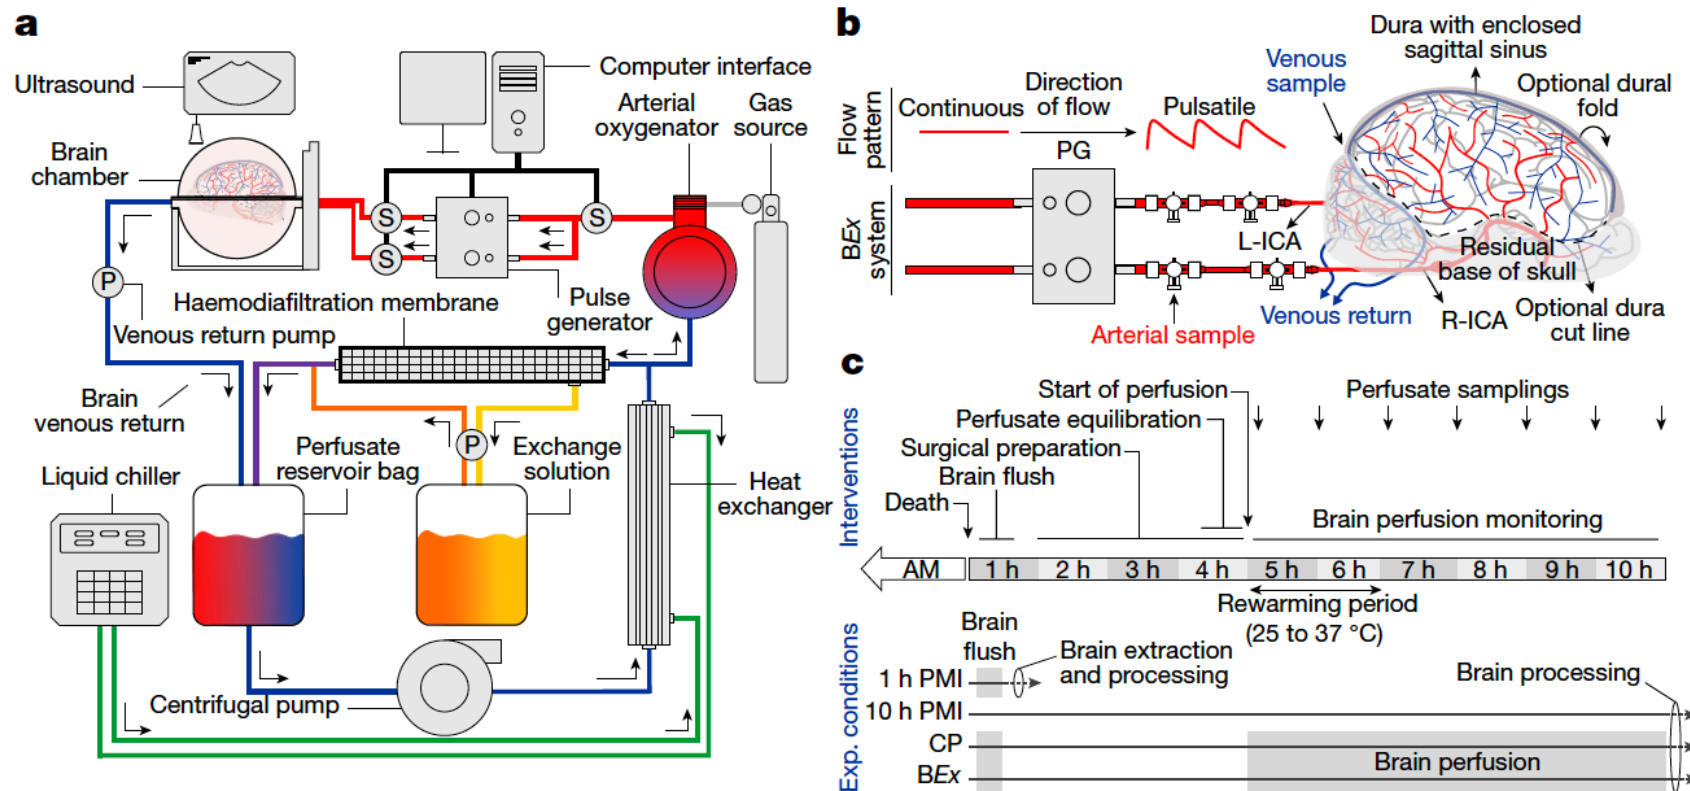 a
Ultrasound
Computer interface
Arterial
oxygenator
Gas
source
Brain
chamber
S
S
S
P
Haemodiafiltration membrane
Pulse
generator
Venous return pump
Brain
venous return
P
Perfusate
reservoir bag
Exchange
solution
Liquid chiller
Heat
exchanger
Centrifugal pump
b
Dura with enclosed
sagittal sinus
Venous
sample
Optional dural
fold
Flow
pattern
Continuous
Direction
of flow
Pulsatile
PG
BEx
system
L-ICA
Residual
base of skull
Venous return
R-ICA
Optional dura
cut line
Arterial sample
c
Interventions
Start of perfusion
Perfusate samplings
Perfusate equilibration
Surgical preparation
Brain flush
Death
Brain perfusion monitoring
AM
1 h
2 h
3 h
4 h
5 h
6 h
7 h
8 h
9 h
10 h
Rewarming period
(25 to 37 °C)
Exp. conditions
Brain
flush
Brain extraction
and processing
Brain processing
1 h PMI
10 h PMI
CP
BEx
Brain perfusion